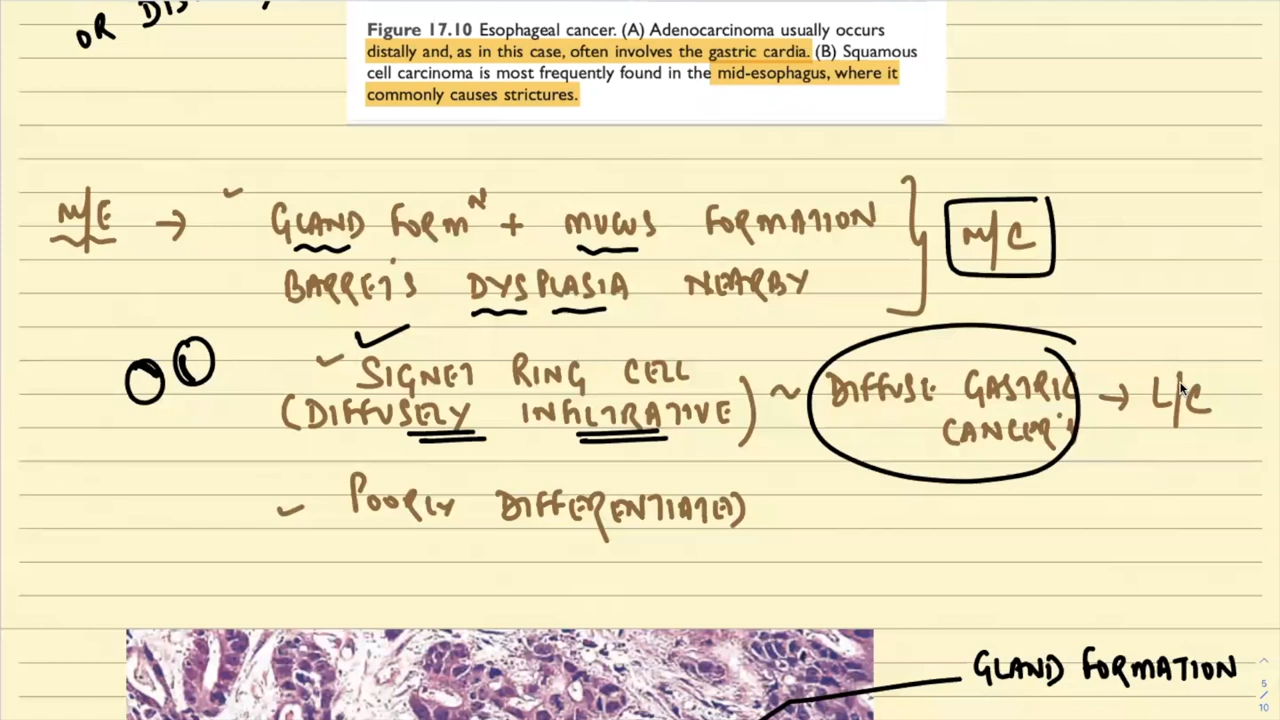 OR DIS
Figure 17.10 Esophageal cancer. (A) Adenocarcinoma usually occurs
distally and, as in this case, often involves the gastric cardia. (B) Squamous
cell carcinoma is most frequently found in the mid-esophagus, where it
commonly causes strictures.
M/E → GLAND FORMᴺ + MUCUS FORMATION
M/C
BARRET'S DYSPLASIA NEARBY
SIGNET RING CELL
(DIFFUSELY INFILTRATIVE) ~ DIFFUSE GASTRIC → L/C
CANCER'S
POORLY DIFFERENTIATED
GLAND FORMATION
5
/
10